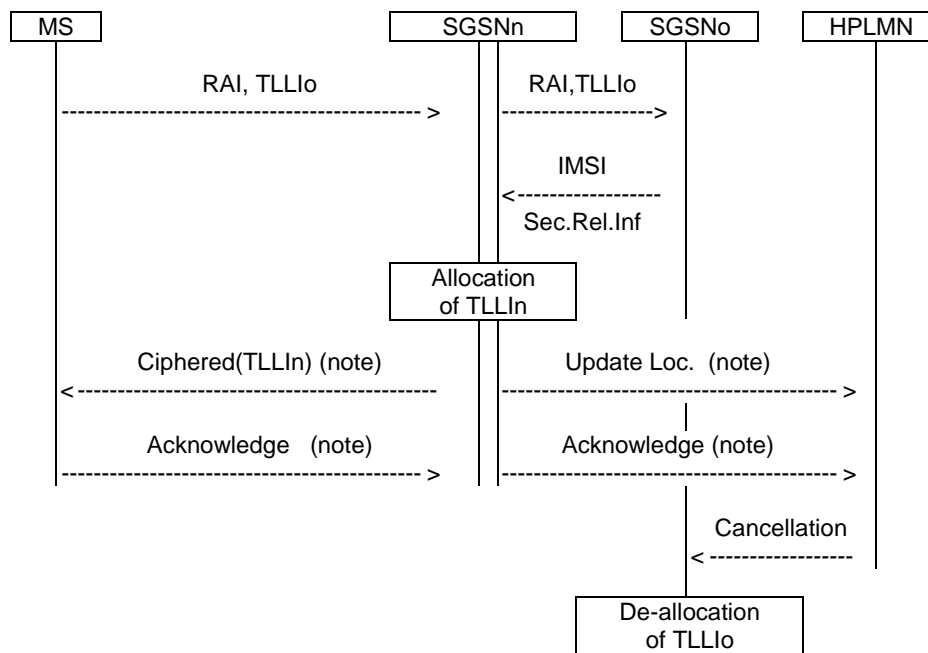 MS SGSNn SGSNo HPLMN
RAI, TLLIo RAI,TLLIo
IMSI
Sec.Rel.Inf
Allocation
of TLLIn
Ciphered(TLLIn) (note) Update Loc. (note)
Acknowledge (note) Acknowledge (note)
Cancellation
De-allocation
of TLLIo